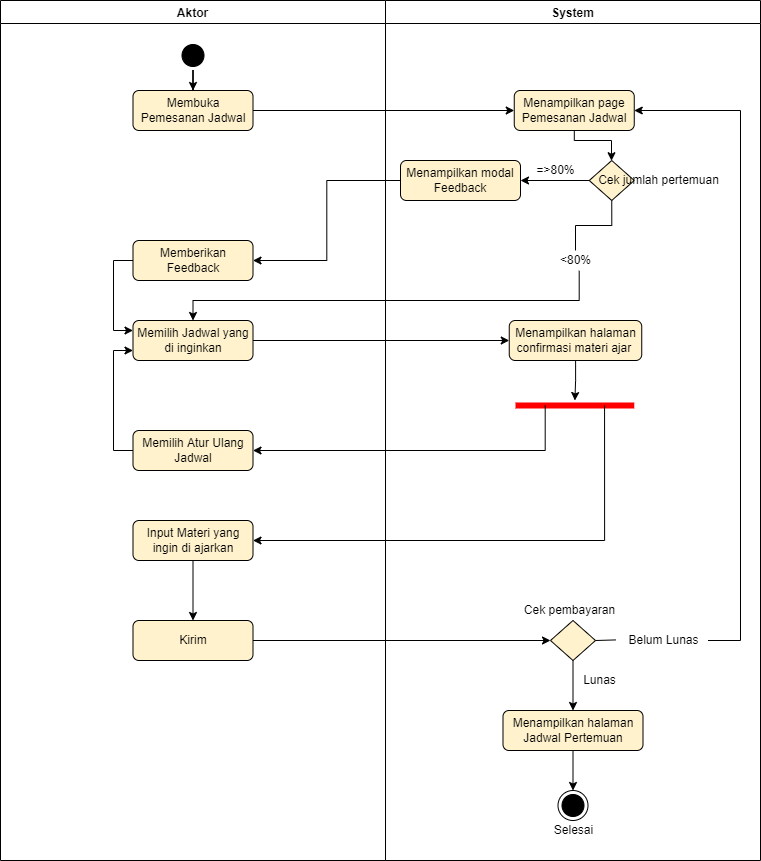 Aktor
System
Membuka
Pemesanan Jadwal
Menampilkan page
Pemesanan Jadwal
Cek jumlah pertemuan
=>80%
Menampilkan modal
Feedback
Memberikan
Feedback
<80%
Memilih Jadwal yang
di inginkan
Menampilkan halaman
confirmasi materi ajar
Memilih Atur Ulang
Jadwal
Input Materi yang
ingin di ajarkan
Kirim
Cek pembayaran
Belum Lunas
Lunas
Menampilkan halaman
Jadwal Pertemuan
Selesai